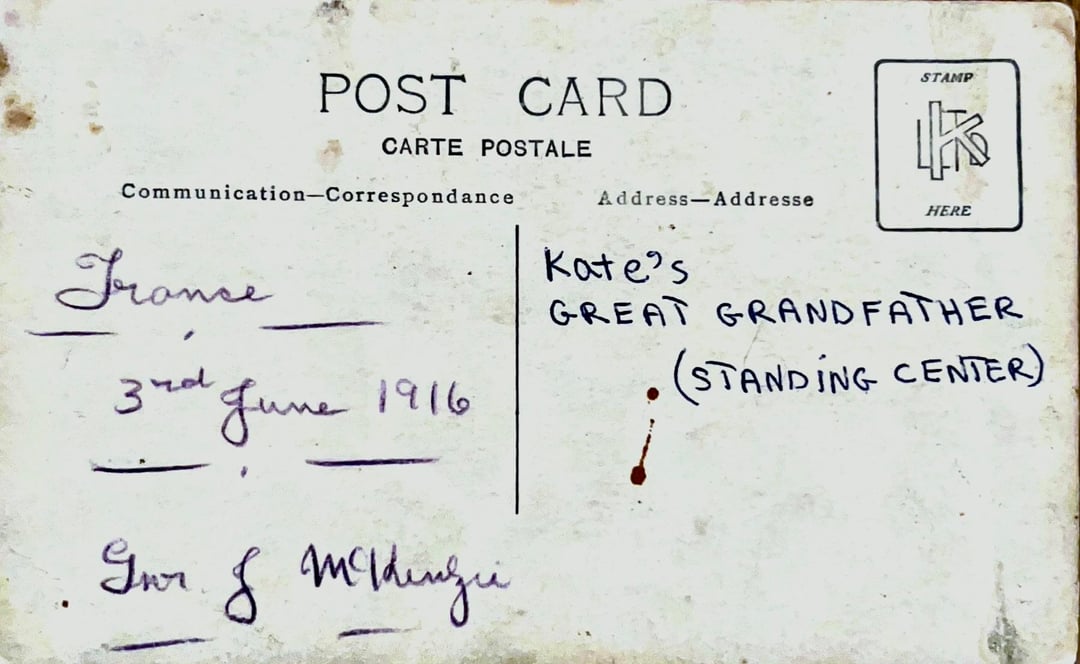 POST CARD
CARTE POSTALE
Communication—Correspondance
Address—Addresse
STAMP
HERE
France
3rd June 1916
Gnr J McKenzie
Kate's
GREAT GRANDFATHER
(STANDING CENTER)